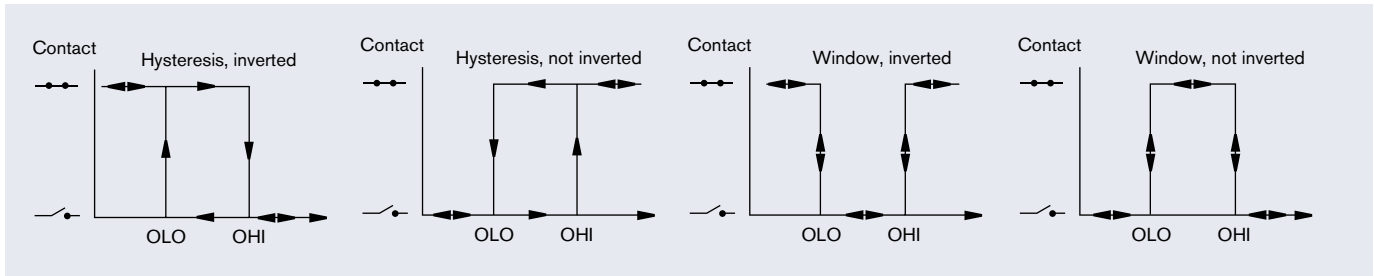 Contact
Hysteresis, inverted
OLO OHI
Contact
Hysteresis, not inverted
OLO OHI
Contact
Window, inverted
OLO OHI
Contact
Window, not inverted
OLO OHI